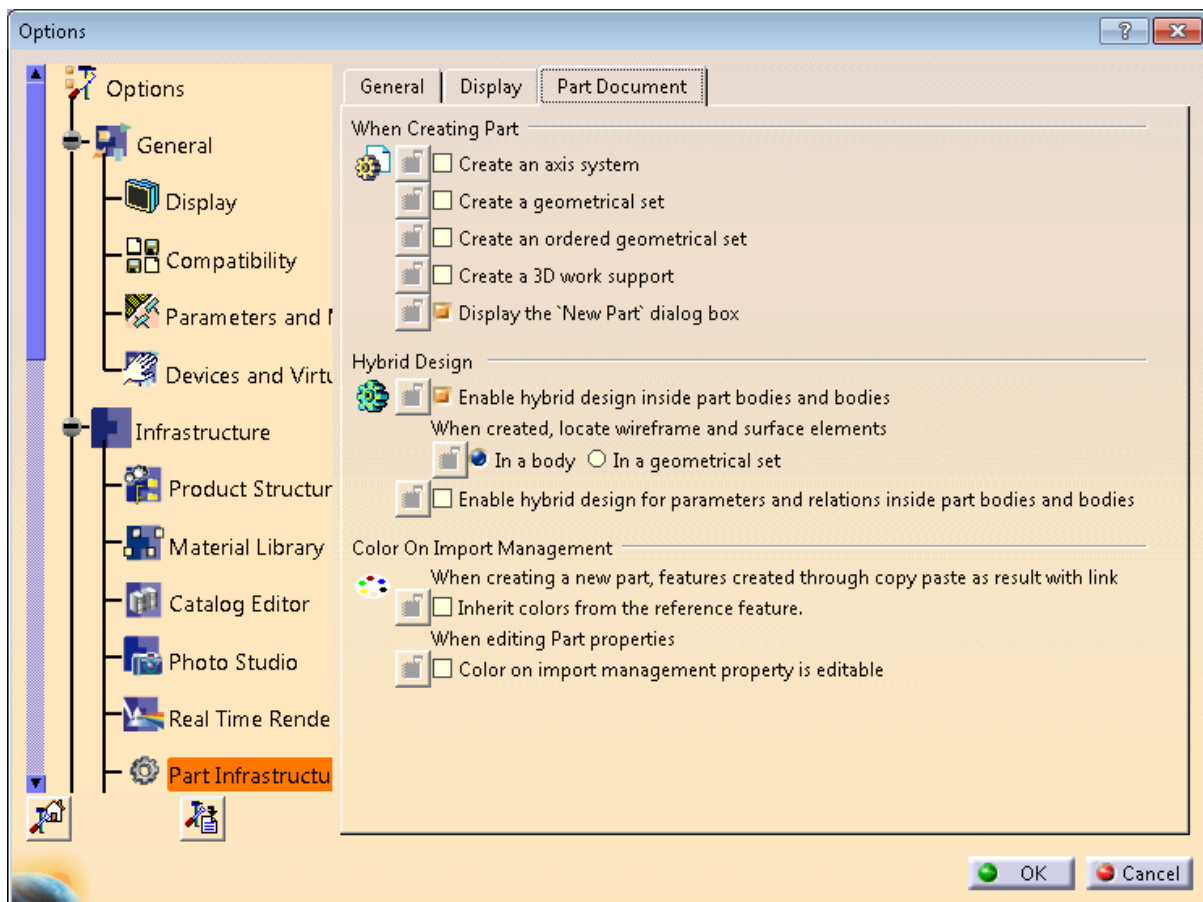 Options
Options
General
Display
Compatibility
Parameters and
Devices and Virtu
Infrastructure
Product Structur
Material Library
Catalog Editor
Photo Studio
Real Time Rende
Part Infrastructu
General Display Part Document
When Creating Part
Create an axis system
Create a geometrical set
Create an ordered geometrical set
Create a 3D work support
Display the `New Part` dialog box
Hybrid Design
Enable hybrid design inside part bodies and bodies
When created, locate wireframe and surface elements
In a body In a geometrical set
Enable hybrid design for parameters and relations inside part bodies and bodies
Color On Import Management
When creating a new part, features created through copy paste as result with link
Inherit colors from the reference feature.
When editing Part properties
Color on import management property is editable
OK Cancel